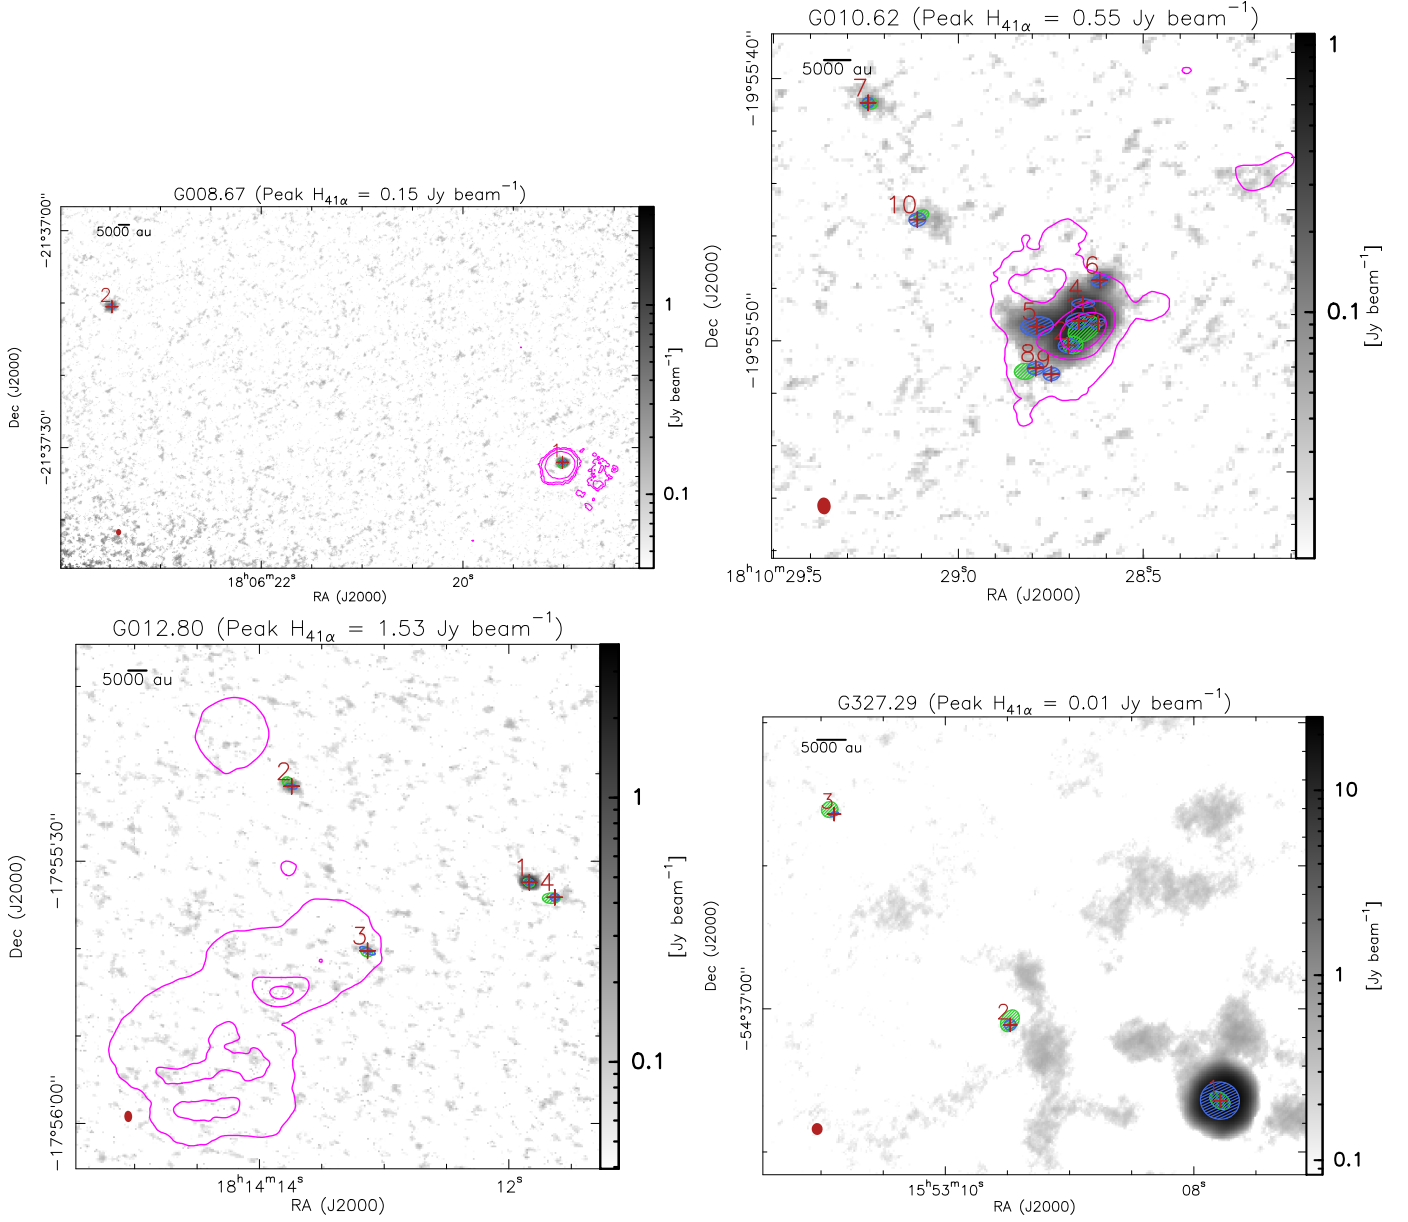 G008.67 (Peak H41α = 0.15 Jy beam−1)
5000 au
2
1
−21°37'00"
−21°37'30"
Dec (J2000)
18h06m22s
20s
RA (J2000)
1
0.1
[Jy beam−1]
G010.62 (Peak H41α = 0.55 Jy beam−1)
5000 au
7
10
6
4
5
8 9
−19°55'40"
−19°55'50"
Dec (J2000)
18h10m29s.5
29s.0
28s.5
RA (J2000)
1
0.1
[Jy beam−1]
G012.80 (Peak H41α = 1.53 Jy beam−1)
5000 au
2
1 4
3
−17°55'30"
−17°56'00"
Dec (J2000)
18h14m14s
12s
RA (J2000)
1
0.1
[Jy beam−1]
G327.29 (Peak H41α = 0.01 Jy beam−1)
5000 au
3
2
1
−54°37'00"
Dec (J2000)
15h53m10s
08s
RA (J2000)
10
1
0.1
[Jy beam−1]